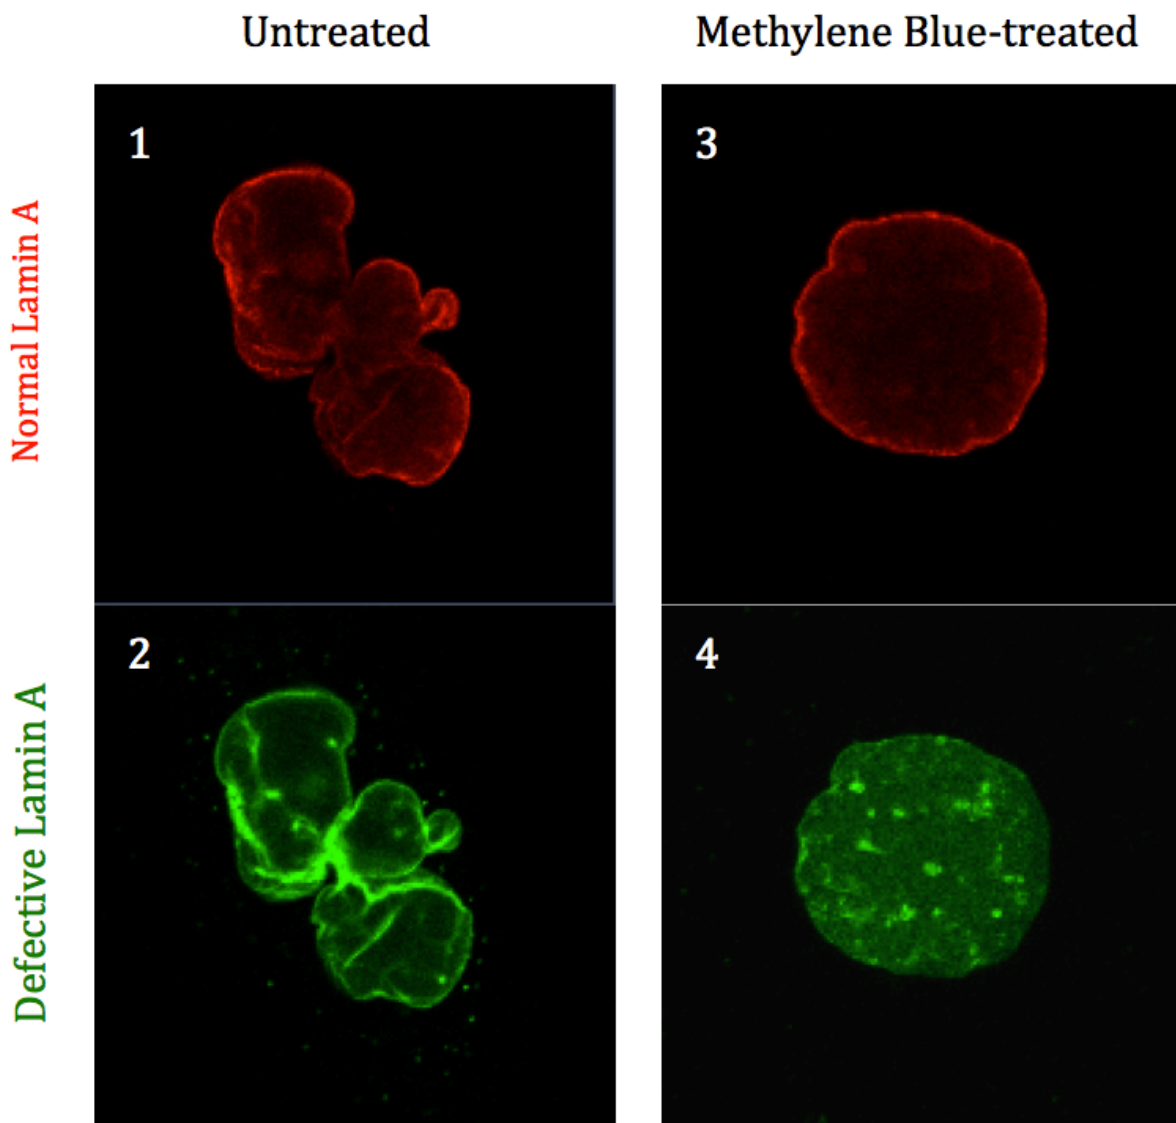 Untreated
Methylene Blue-treated
Normal Lamin A
1
3
Defective Lamin A
2
4